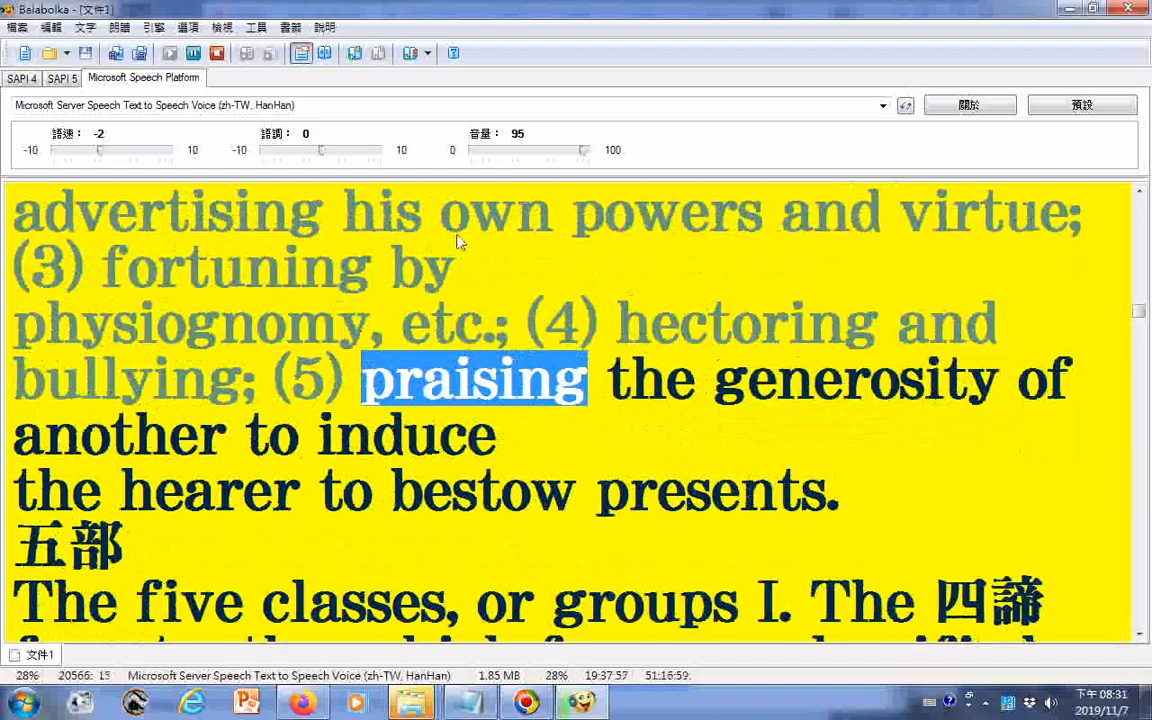 Balabolka - [文件1]
檔案 編輯 文字 朗讀 引擎 選項 檢視 工具 書籤 說明
SAPI 4 SAPI 5 Microsoft Speech Platform
Microsoft Server Speech Text to Speech Voice (zh-TW, HanHan) 關於 預設
語速： -2 語調： 0 音量： 95
-10 10 -10 10 0 100
advertising his own powers and virtue;
(3) fortuning by
physiognomy, etc.; (4) hectoring and
bullying; (5) praising the generosity of
another to induce
the hearer to bestow presents.
五部
The five classes, or groups I. The 四諦
文件1
28% 20566: 15 Microsoft Server Speech Text to Speech Voice (zh-TW, HanHan) 1.85 MB 28% 19:37:57 51:16:59.
下午 08:31
2019/11/7